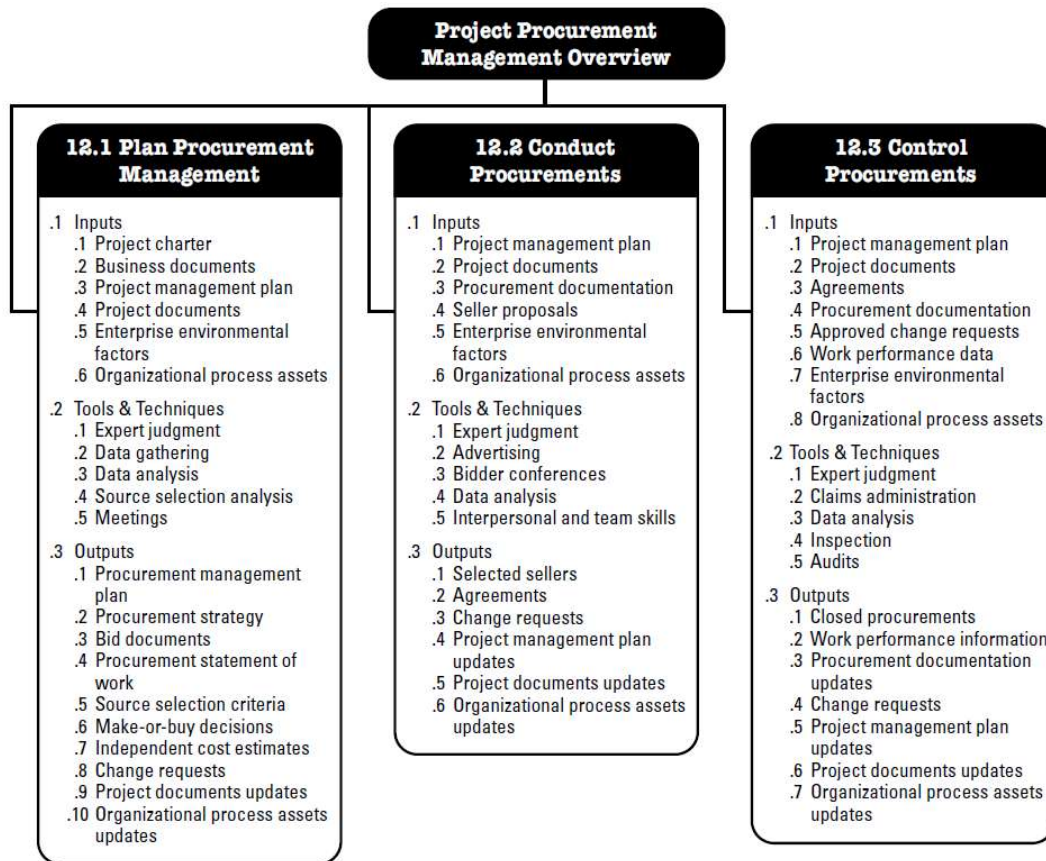 Project Procurement
Management Overview
12.1 Plan Procurement
Management
.1 Inputs
.1 Project charter
.2 Business documents
.3 Project management plan
.4 Project documents
.5 Enterprise environmental
factors
.6 Organizational process assets
.2 Tools & Techniques
.1 Expert judgment
.2 Data gathering
.3 Data analysis
.4 Source selection analysis
.5 Meetings
.3 Outputs
.1 Procurement management
plan
.2 Procurement strategy
.3 Bid documents
.4 Procurement statement of
work
.5 Source selection criteria
.6 Make-or-buy decisions
.7 Independent cost estimates
.8 Change requests
.9 Project documents updates
.10 Organizational process assets
updates
12.2 Conduct
Procurements
.1 Inputs
.1 Project management plan
.2 Project documents
.3 Procurement documentation
.4 Seller proposals
.5 Enterprise environmental
factors
.6 Organizational process assets
.2 Tools & Techniques
.1 Expert judgment
.2 Advertising
.3 Bidder conferences
.4 Data analysis
.5 Interpersonal and team skills
.3 Outputs
.1 Selected sellers
.2 Agreements
.3 Change requests
.4 Project management plan
updates
.5 Project documents updates
.6 Organizational process assets
updates
12.3 Control
Procurements
.1 Inputs
.1 Project management plan
.2 Project documents
.3 Agreements
.4 Procurement documentation
.5 Approved change requests
.6 Work performance data
.7 Enterprise environmental
factors
.8 Organizational process assets
.2 Tools & Techniques
.1 Expert judgment
.2 Claims administration
.3 Data analysis
.4 Inspection
.5 Audits
.3 Outputs
.1 Closed procurements
.2 Work performance information
.3 Procurement documentation
updates
.4 Change requests
.5 Project management plan
updates
.6 Project documents updates
.7 Organizational process assets
updates